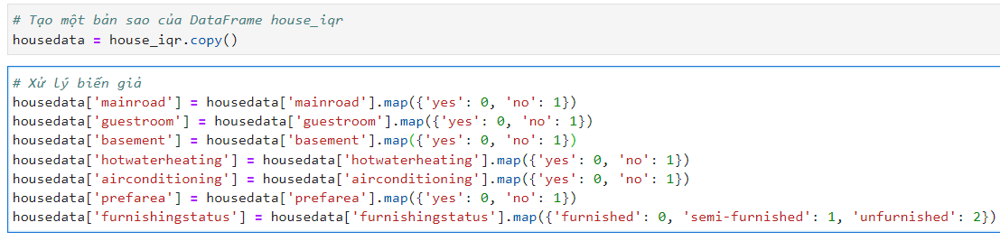 # Tạo một bản sao của DataFrame house_iqr
housedata = house_iqr.copy()
# Xử lý biến giả
housedata['mainroad'] = housedata['mainroad'].map({'yes': 0, 'no': 1})
housedata['guestroom'] = housedata['guestroom'].map({'yes': 0, 'no': 1})
housedata['basement'] = housedata['basement'].map({'yes': 0, 'no': 1})
housedata['hotwaterheating'] = housedata['hotwaterheating'].map({'yes': 0, 'no': 1})
housedata['airconditioning'] = housedata['airconditioning'].map({'yes': 0, 'no': 1})
housedata['prefarea'] = housedata['prefarea'].map({'yes': 0, 'no': 1})
housedata['furnishingstatus'] = housedata['furnishingstatus'].map({'furnished': 0, 'semi-furnished': 1, 'unfurnished': 2})